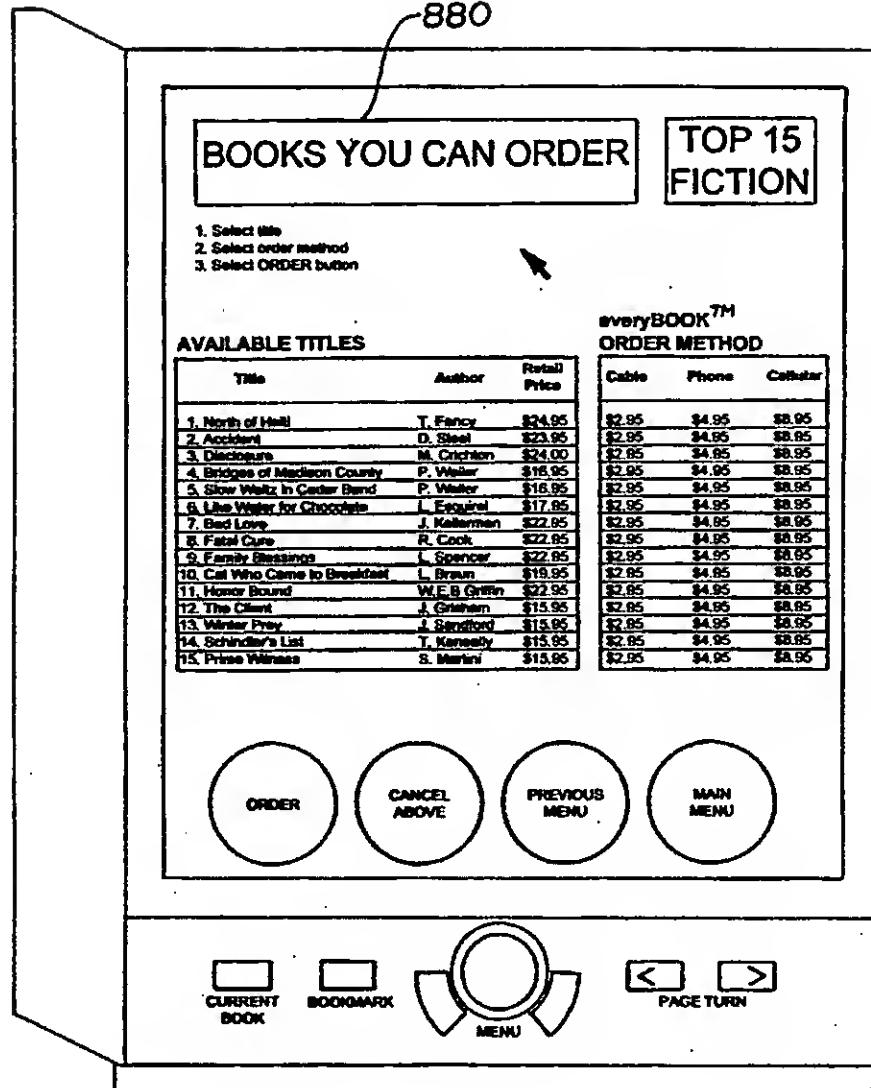 880
BOOKS YOU CAN ORDER
TOP 15
FICTION
1. Select title
2. Select order method
3. Select ORDER button
AVAILABLE TITLES
everyBOOK™
ORDER METHOD
Title Author Retail Price Cable Phone Cellular
1. North of Haiti T. Fancy $24.95 $2.95 $4.95 $8.95
2. Accident D. Steel $23.95 $2.95 $4.95 $8.95
3. Disclosure M. Crichton $24.00 $2.95 $4.95 $8.95
4. Bridges of Madison County P. Waller $16.95 $2.95 $4.95 $8.95
5. Slow Waltz in Cedar Bend P. Waller $16.95 $2.95 $4.95 $8.95
6. Like Water for Chocolate L. Esquirel $17.95 $2.95 $4.95 $8.95
7. Bad Love J. Kellerman $22.95 $2.95 $4.95 $8.95
8. Fatal Cure R. Cook $22.95 $2.95 $4.95 $8.95
9. Family Blessings L. Spencer $22.95 $2.95 $4.95 $8.95
10. Cat Who Came to Breakfast L. Braun $19.95 $2.95 $4.95 $8.95
11. Honor Bound W.E.B Griffin $22.95 $2.95 $4.95 $8.95
12. The Client J. Grisham $15.95 $2.95 $4.95 $8.95
13. Winter Prey J. Sandford $15.95 $2.95 $4.95 $8.95
14. Schindler's List T. Keneally $15.95 $2.95 $4.95 $8.95
15. Prime Witness S. Martini $15.95 $2.95 $4.95 $8.95
ORDER
CANCEL
ABOVE
PREVIOUS
MENU
MAIN
MENU
< >
CURRENT
BOOK
BOOKMARK
MENU
PAGE TURN